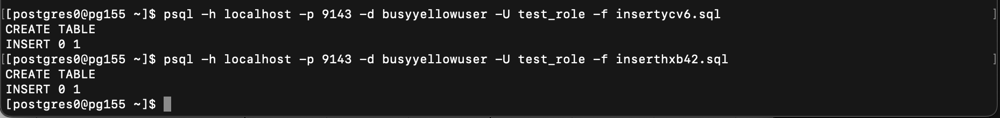 [[postgres0@pg155 ~]$ psql -h localhost -p 9143 -d busyyellowuser -U test_role -f insertycv6.sql ]
CREATE TABLE
INSERT 0 1
[[postgres0@pg155 ~]$ psql -h localhost -p 9143 -d busyyellowuser -U test_role -f inserthxb42.sql ]
CREATE TABLE
INSERT 0 1
[postgres0@pg155 ~]$